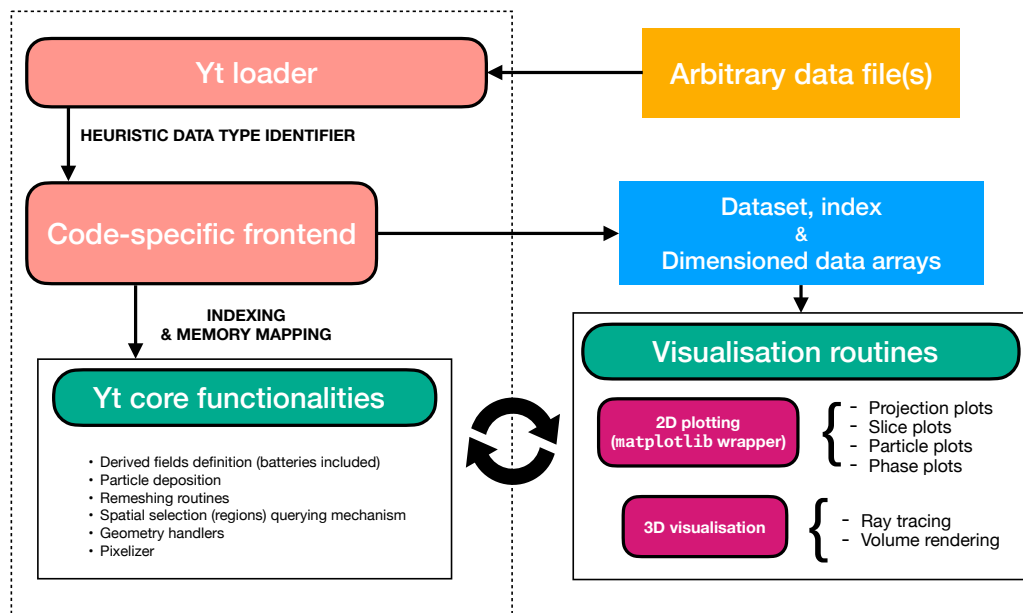 Yt loader
Arbitrary data file(s)
HEURISTIC DATA TYPE IDENTIFIER
Code-specific frontend
Dataset, index
&
Dimensioned data arrays
INDEXING
& MEMORY MAPPING
Yt core functionalities
• Derived fields definition (batteries included)
• Particle deposition
• Remeshing routines
• Spatial selection (regions) querying mechanism
• Geometry handlers
• Pixelizer
Visualisation routines
2D plotting
(matplotlib wrapper)
- Projection plots
- Slice plots
- Particle plots
- Phase plots
3D visualisation
- Ray tracing
- Volume rendering